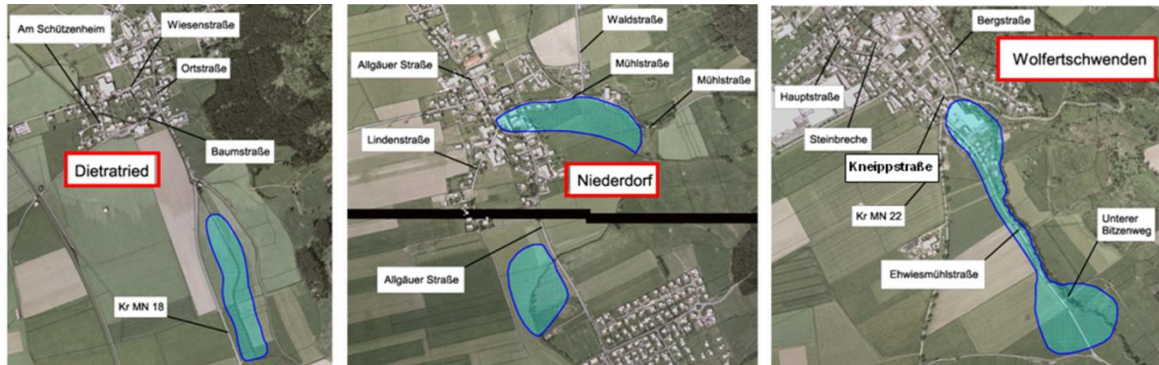 Am Schützenheim
Wiesenstraße
Ortstraße
Baumstraße
Dietratried
Kr MN 18
Waldstraße
Allgäuer Straße
Mühlstraße
Mühlstraße
Lindenstraße
Niederdorf
Allgäuer Straße
Bergstraße
Wolfertschwenden
Hauptstraße
Steinbreche
Kneippstraße
Kr MN 22
Unterer
Bitzenweg
Ehwiesmühlstraße